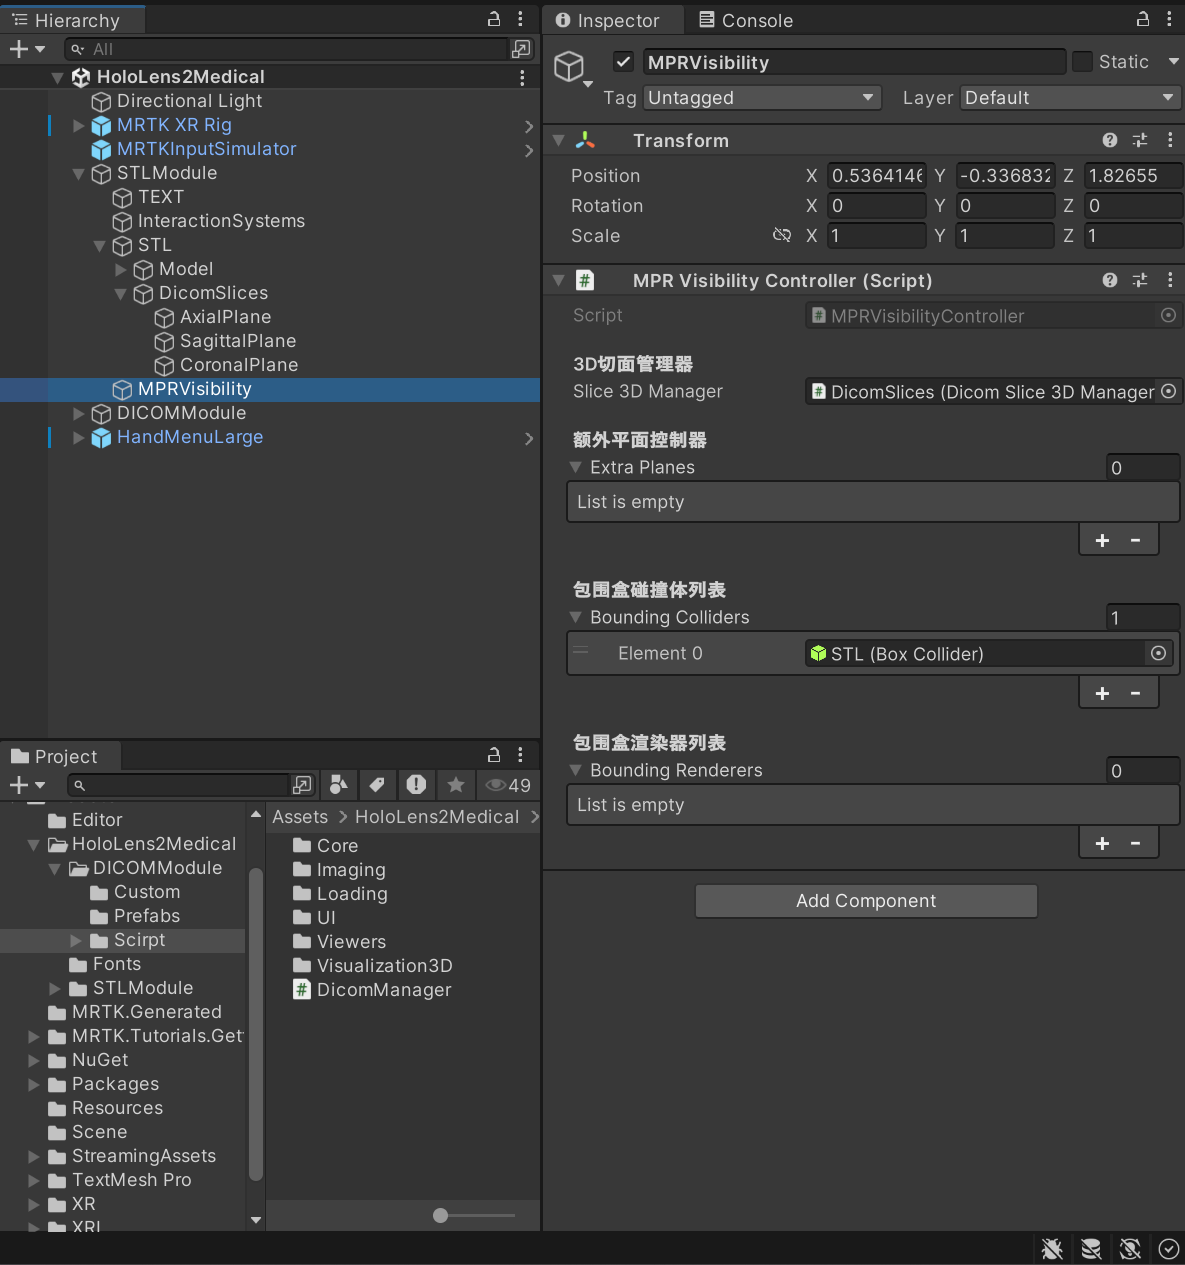 Hierarchy
All
HoloLens2Medical
Directional Light
MRTK XR Rig
MRTKInputSimulator
STLModule
TEXT
InteractionSystems
STL
Model
DicomSlices
AxialPlane
SagittalPlane
CoronalPlane
MPRVisibility
DICOMModule
HandMenuLarge
Project
49
Editor
HoloLens2Medical
DICOMModule
Custom
Prefabs
Scirpt
Fonts
STLModule
MRTK.Generated
MRTK.Tutorials.Get
NuGet
Packages
Resources
Scene
StreamingAssets
TextMesh Pro
XR
XRI
Assets > HoloLens2Medical >
Core
Imaging
Loading
UI
Viewers
Visualization3D
DicomManager
Inspector Console
MPRVisibility Static
Tag Untagged Layer Default
Transform
Position X 0.5364146 Y -0.336832 Z 1.82655
Rotation X 0 Y 0 Z 0
Scale X 1 Y 1 Z 1
MPR Visibility Controller (Script)
Script MPRVisibilityController
3D切面管理器
Slice 3D Manager DicomSlices (Dicom Slice 3D Manager
额外平面控制器
Extra Planes 0
List is empty
+ -
包围盒碰撞体列表
Bounding Colliders 1
Element 0 STL (Box Collider)
+ -
包围盒渲染器列表
Bounding Renderers 0
List is empty
+ -
Add Component